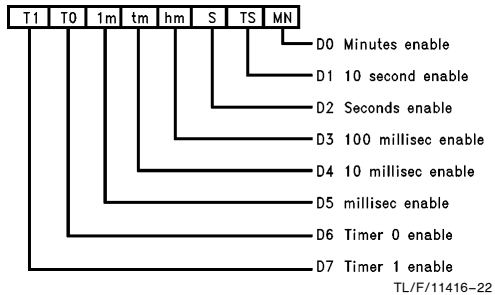 T1 T0 1m tm hm S TS MN
D0 Minutes enable
D1 10 second enable
D2 Seconds enable
D3 100 millisec enable
D4 10 millisec enable
D5 millisec enable
D6 Timer 0 enable
D7 Timer 1 enable
TL/F/11416–22